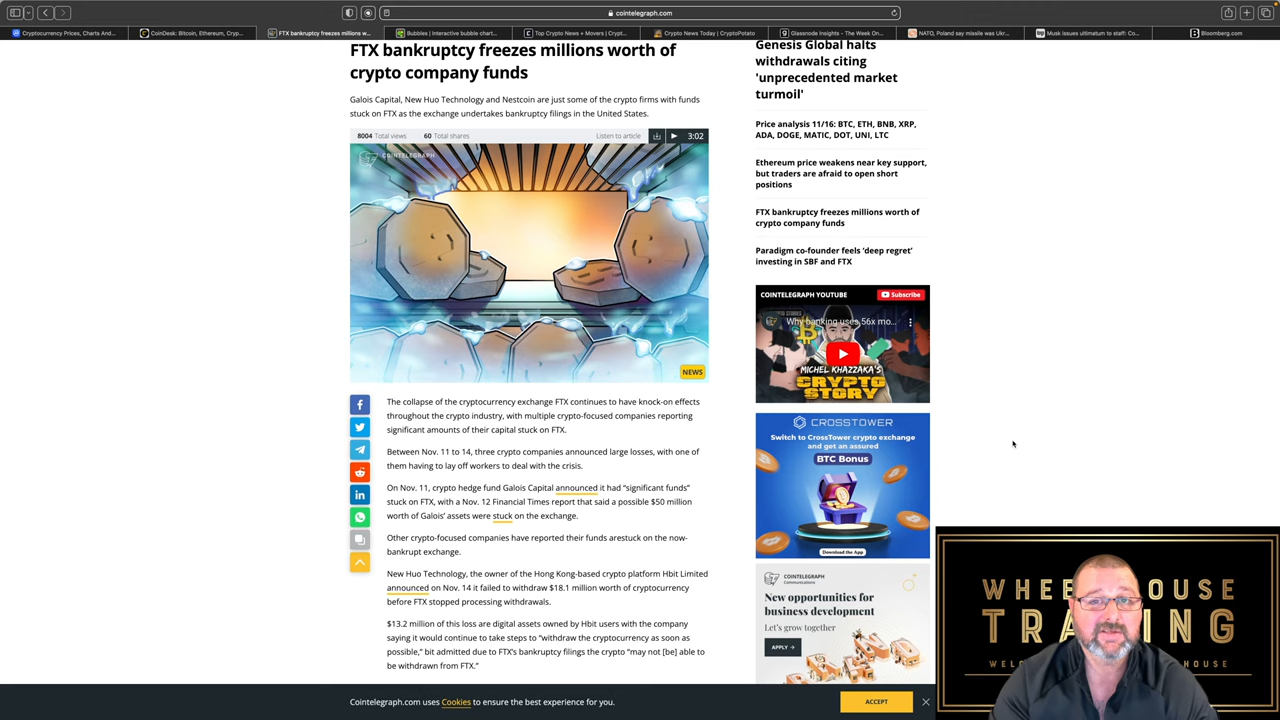 cointelegraph.com
Cryptocurrency Prices, Charts And...
CoinDesk: Bitcoin, Ethereum, Cryp...
FTX bankruptcy freezes millions w...
Bubbles | Interactive bubble chart...
Top Crypto News + Movers | Crypt...
Crypto News Today | CryptoPotato
Glassnode Insights - The Week On...
NATO, Poland say missile was Ukr...
Musk issues ultimatum to staff: Co...
Bloomberg.com
FTX bankruptcy freezes millions worth of
crypto company funds
Galois Capital, New Huo Technology and Nestcoin are just some of the crypto firms with funds
stuck on FTX as the exchange undertakes bankruptcy filings in the United States.
8004 Total views
60 Total shares
Listen to article
3:02
COINTELEGRAPH
NEWS
The collapse of the cryptocurrency exchange FTX continues to have knock-on effects
throughout the crypto industry, with multiple crypto-focused companies reporting
significant amounts of their capital stuck on FTX.
Between Nov. 11 to 14, three crypto companies announced large losses, with one of
them having to lay off workers to deal with the crisis.
On Nov. 11, crypto hedge fund Galois Capital announced it had “significant funds”
stuck on FTX, with a Nov. 12 Financial Times report that said a possible $50 million
worth of Galois’ assets were stuck on the exchange.
Other crypto-focused companies have reported their funds arestuck on the now-
bankrupt exchange.
New Huo Technology, the owner of the Hong Kong-based crypto platform Hbit Limited
announced on Nov. 14 it failed to withdraw $18.1 million worth of cryptocurrency
before FTX stopped processing withdrawals.
$13.2 million of this loss are digital assets owned by Hbit users with the company
saying it would continue to take steps to “withdraw the cryptocurrency as soon as
possible,” bit admitted due to FTX’s bankruptcy filings the crypto “may not [be] able to
be withdrawn from FTX.”
Genesis Global halts
withdrawals citing
'unprecedented market
turmoil'
Price analysis 11/16: BTC, ETH, BNB, XRP,
ADA, DOGE, MATIC, DOT, UNI, LTC
Ethereum price weakens near key support,
but traders are afraid to open short
positions
FTX bankruptcy freezes millions worth of
crypto company funds
Paradigm co-founder feels ‘deep regret’
investing in SBF and FTX
COINTELEGRAPH YOUTUBE
Subscribe
Why banking uses 56x mo...
MICHEL KHAZZAKA'S
CRYPTO
STORY
CROSSTOWER
Switch to CrossTower crypto exchange
and get an assured
BTC Bonus
Download the App
COINTELEGRAPH
Communications
New opportunities for
business development
Let's grow together
APPLY →
Cointelegraph.com uses Cookies to ensure the best experience for you.
ACCEPT